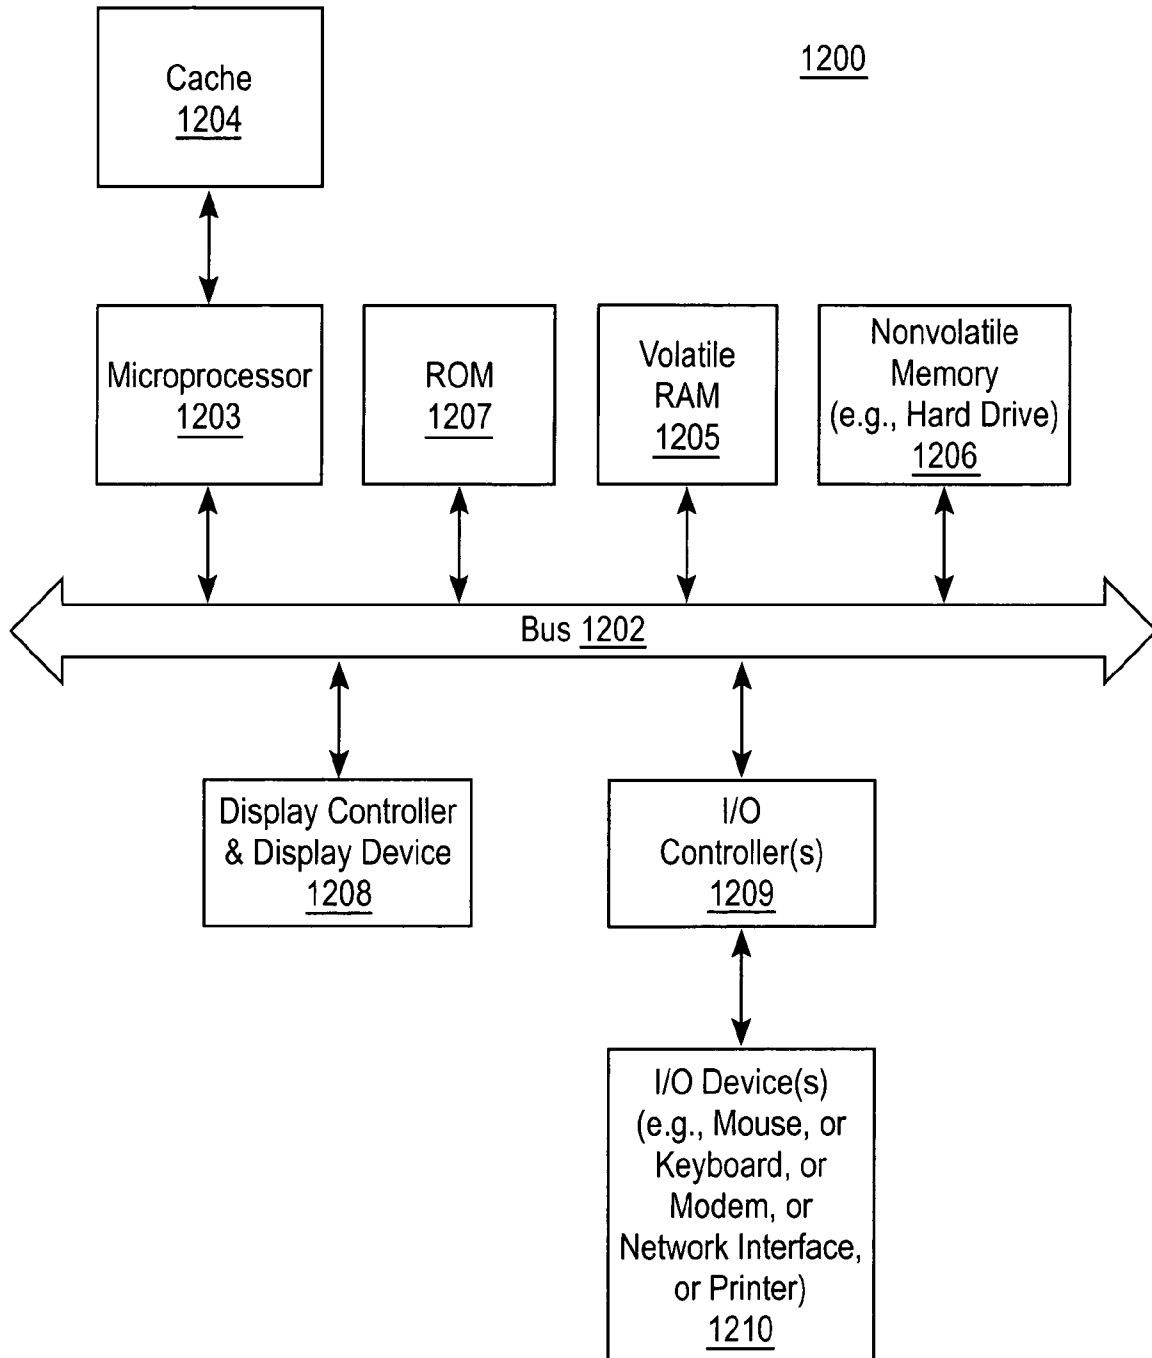 1200
Cache
1204
Microprocessor
1203
ROM
1207
Volatile
RAM
1205
Nonvolatile
Memory
(e.g., Hard Drive)
1206
Bus 1202
Display Controller
& Display Device
1208
I/O
Controller(s)
1209
I/O Device(s)
(e.g., Mouse, or
Keyboard, or
Modem, or
Network Interface,
or Printer)
1210